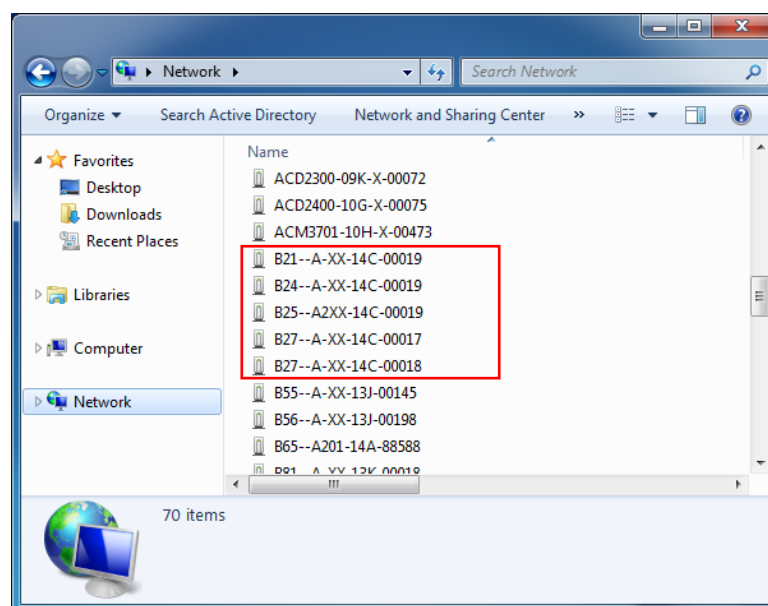 Network
Search Network
Organize Search Active Directory Network and Sharing Center »
Favorites
Desktop
Downloads
Recent Places
Libraries
Computer
Network
Name
ACD2300-09K-X-00072
ACD2400-10G-X-00075
ACM3701-10H-X-00473
B21--A-XX-14C-00019
B24--A-XX-14C-00019
B25--A2XX-14C-00019
B27--A-XX-14C-00017
B27--A-XX-14C-00018
B55--A-XX-13J-00145
B56--A-XX-13J-00198
B65--A201-14A-88588
70 items